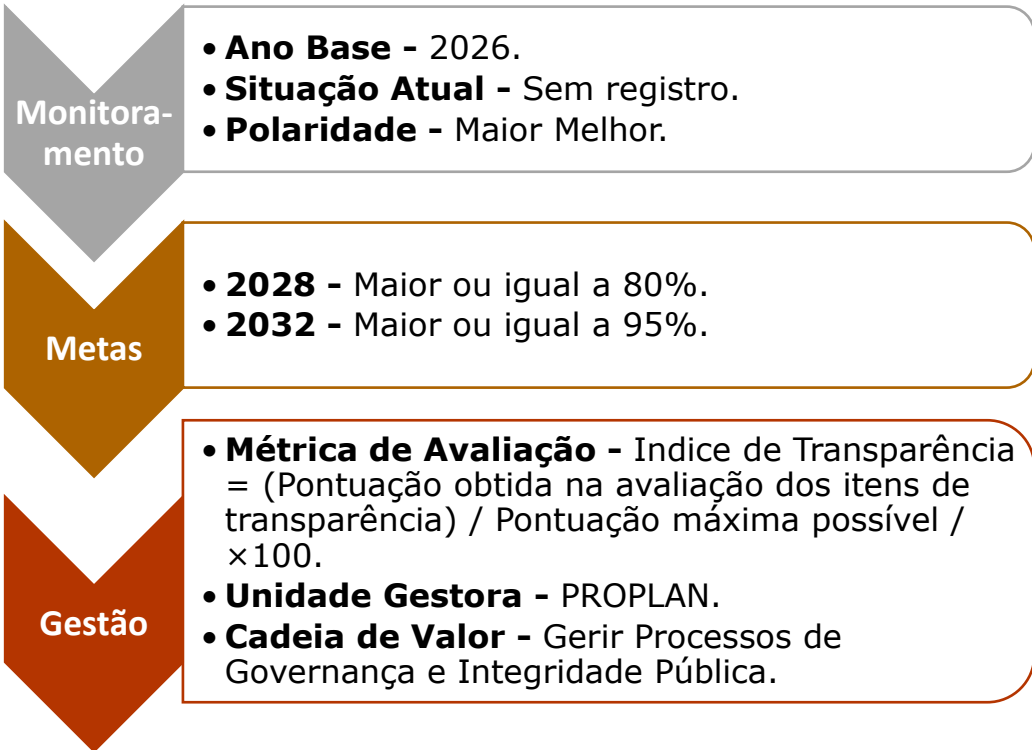 Monitora-
mento
• Ano Base - 2026.
• Situação Atual - Sem registro.
• Polaridade - Maior Melhor.
Metas
• 2028 - Maior ou igual a 80%.
• 2032 - Maior ou igual a 95%.
Gestão
• Métrica de Avaliação - Indice de Transparência
= (Pontuação obtida na avaliação dos itens de
transparência) / Pontuação máxima possível /
×100.
• Unidade Gestora - PROPLAN.
• Cadeia de Valor - Gerir Processos de
Governança e Integridade Pública.